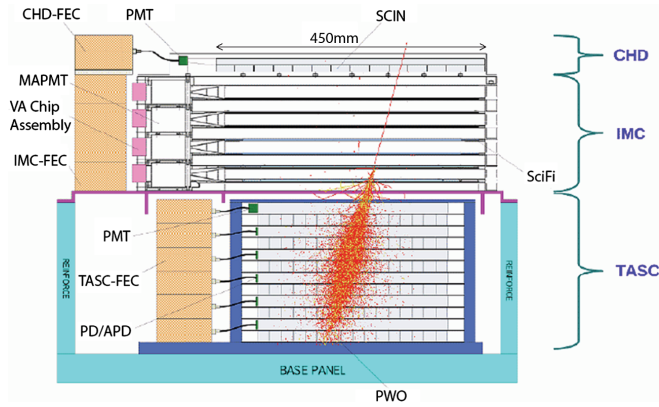 CHD-FEC
PMT
SCIN
450mm
CHD
MAPMT
VA Chip
Assembly
IMC
IMC-FEC
SciFi
PMT
REINFORCE
REINFORCE
TASC-FEC
TASC
PD/APD
BASE PANEL
PWO